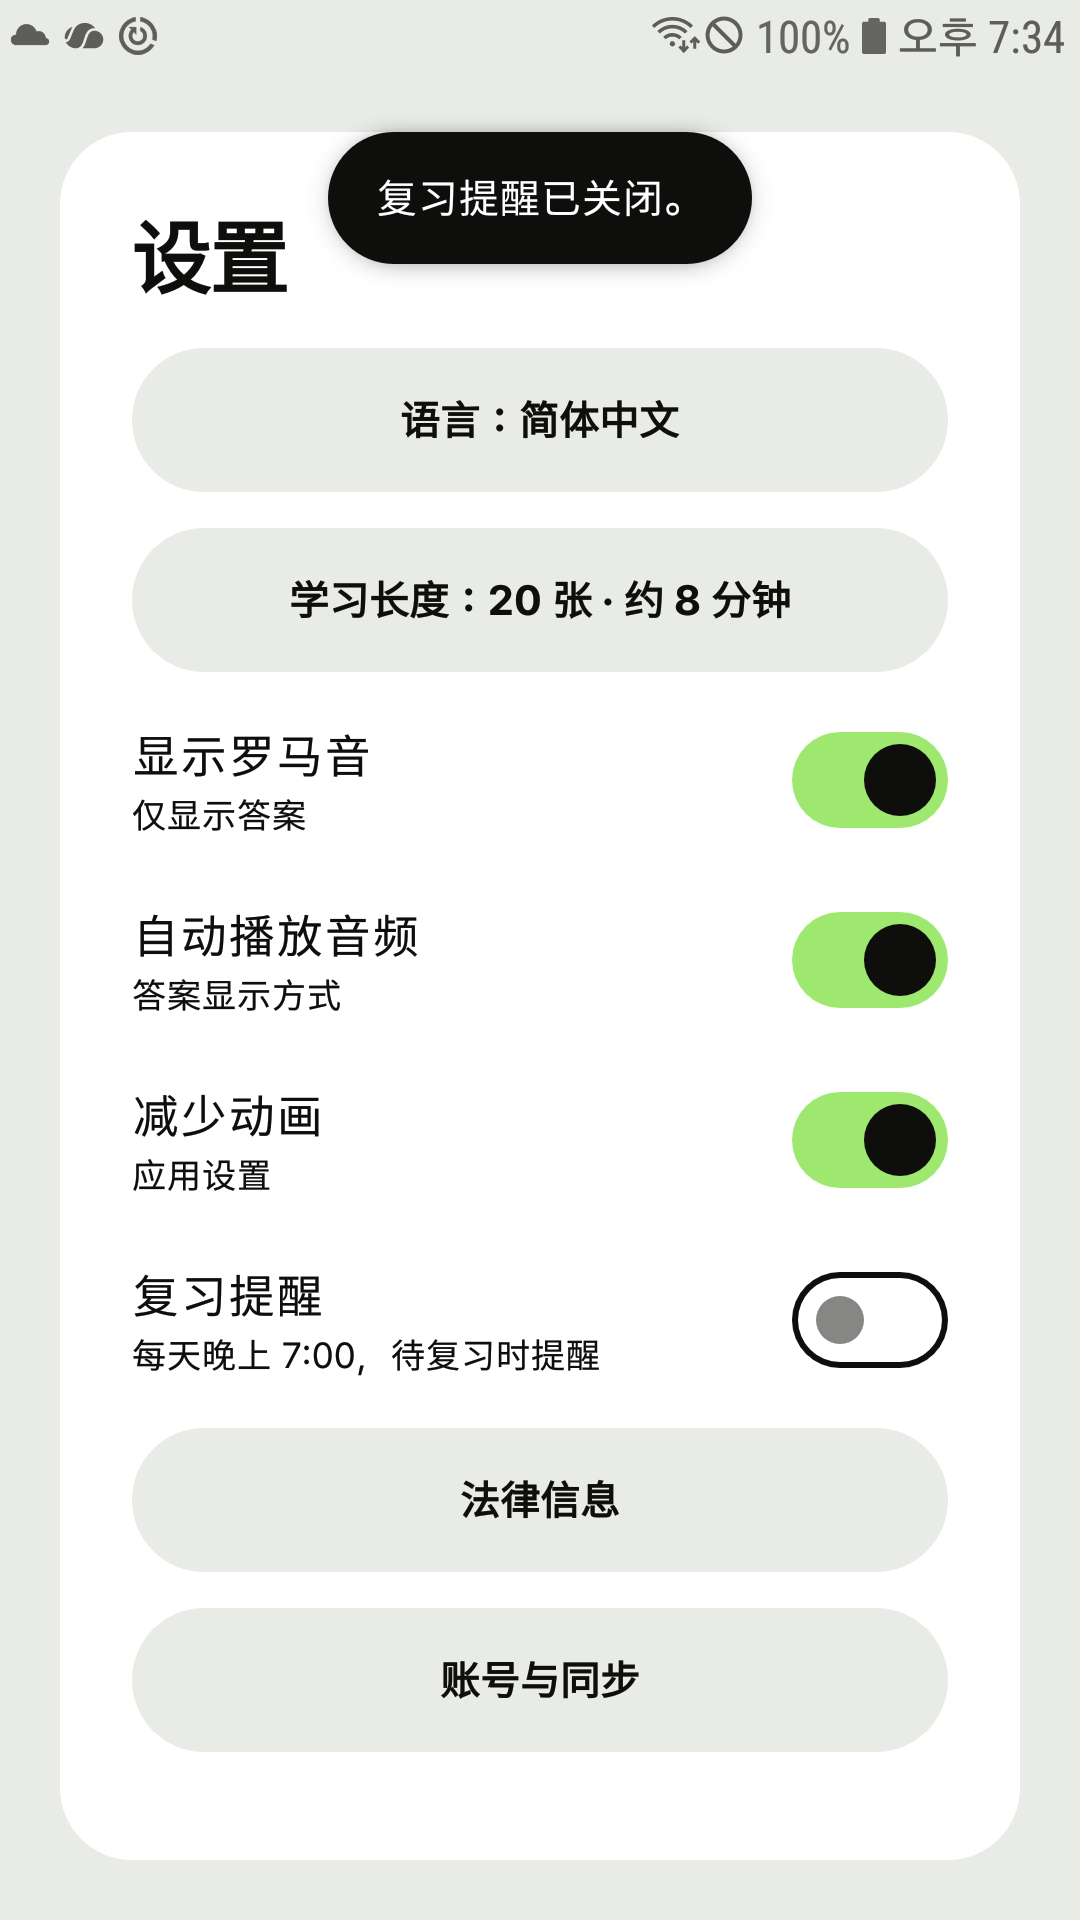 100% 오후 7:34
复习提醒已关闭。
设置
语言：简体中文
学习长度：20 张 · 约 8 分钟
显示罗马音
仅显示答案
自动播放音频
答案显示方式
减少动画
应用设置
复习提醒
每天晚上 7:00，待复习时提醒
法律信息
账号与同步